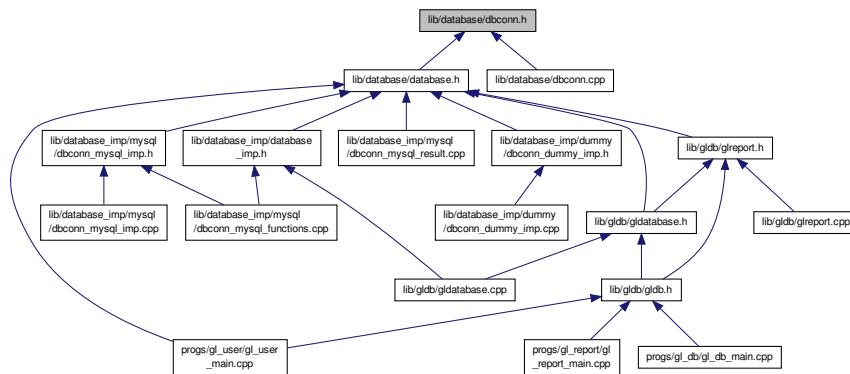 lib/database/dbconn.h
lib/database/database.h
lib/database/dbconn.cpp
lib/database_imp/mysql
/dbconn_mysql_imp.h
lib/database_imp/database
_imp.h
lib/database_imp/mysql
/dbconn_mysql_result.cpp
lib/database_imp/dummy
/dbconn_dummy_imp.h
lib/gldb/glreport.h
lib/database_imp/mysql
/dbconn_mysql_imp.cpp
lib/database_imp/mysql
/dbconn_mysql_functions.cpp
lib/database_imp/dummy
/dbconn_dummy_imp.cpp
lib/gldb/gldatabase.h
lib/gldb/glreport.cpp
lib/gldb/gldatabase.cpp
lib/gldb/gldb.h
progs/gl_user/gl_user
_main.cpp
progs/gl_report/gl
_report_main.cpp
progs/gl_db/gl_db_main.cpp